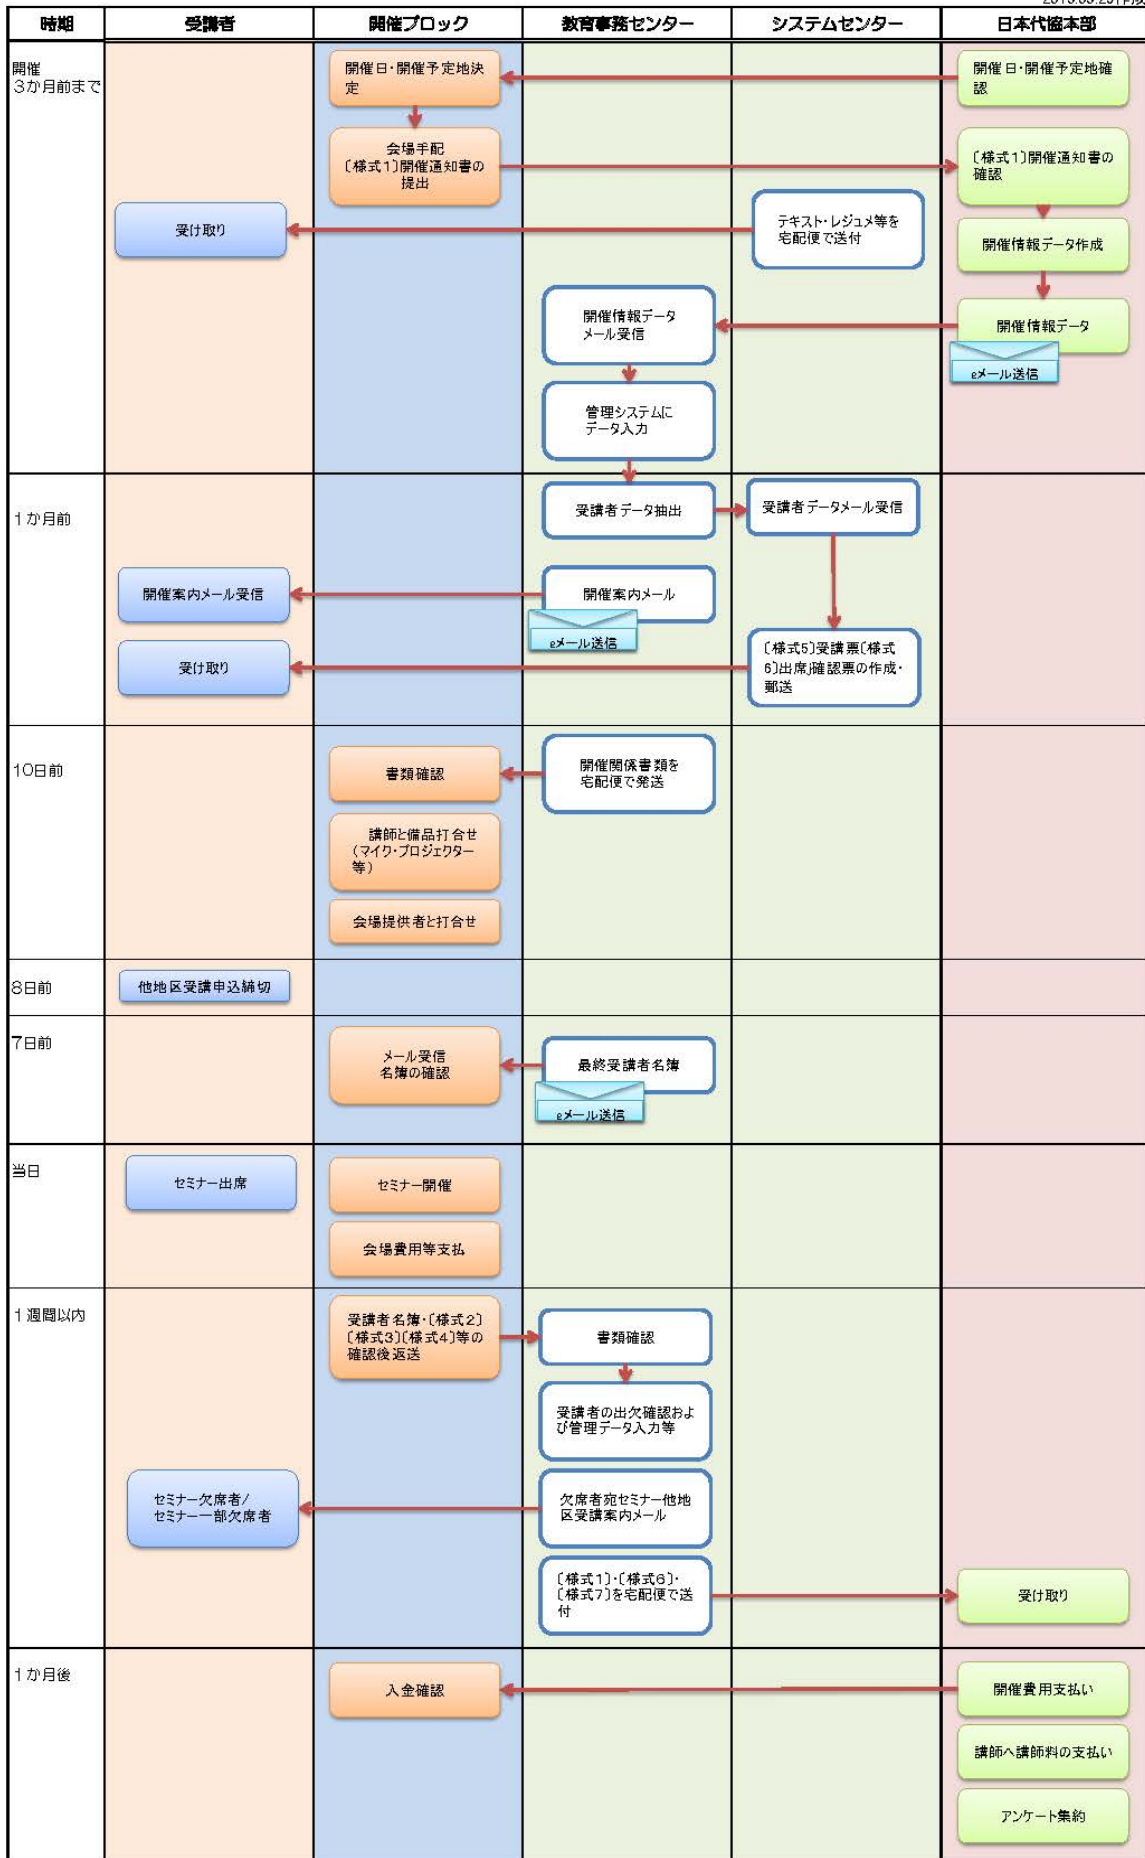 時期
受講者
開催ブロック
教育事務センター
システムセンター
日本代協本部
開催
3か月前まで
開催日・開催予定地決
定
開催日・開催予定地確
認
会場手配
〔様式1〕開催通知書の
提出
〔様式1〕開催通知書の
確認
受け取り
テキスト・レジュメ等を
宅配便で送付
開催情報データ作成
開催情報データ
メール受信
開催情報データ
eメール送信
管理システムに
データ入力
1か月前
受講者データ抽出
受講者データメール受信
開催案内メール受信
開催案内メール
eメール送信
受け取り
〔様式5〕受講票〔様式
6〕出席確認票の作成・
郵送
10日前
書類確認
開催関係書類を
宅配便で発送
講師と備品打合せ
(マイク・プロジェクター
等)
会場提供者と打合せ
8日前
他地区受講申込締切
7日前
メール受信
名簿の確認
最終受講者名簿
eメール送信
当日
セミナー出席
セミナー開催
会場費用等支払
1週間以内
受講者名簿・〔様式2〕
〔様式3〕〔様式4〕等の
確認後返送
書類確認
受講者の出欠確認およ
び管理データ入力等
セミナー欠席者/
セミナー一部欠席者
欠席者宛セミナー他地
区受講案内メール
〔様式1〕・〔様式6〕・
〔様式7〕を宅配便で送
付
受け取り
1か月後
入金確認
開催費用支払い
講師へ講師料の支払い
アンケート集約